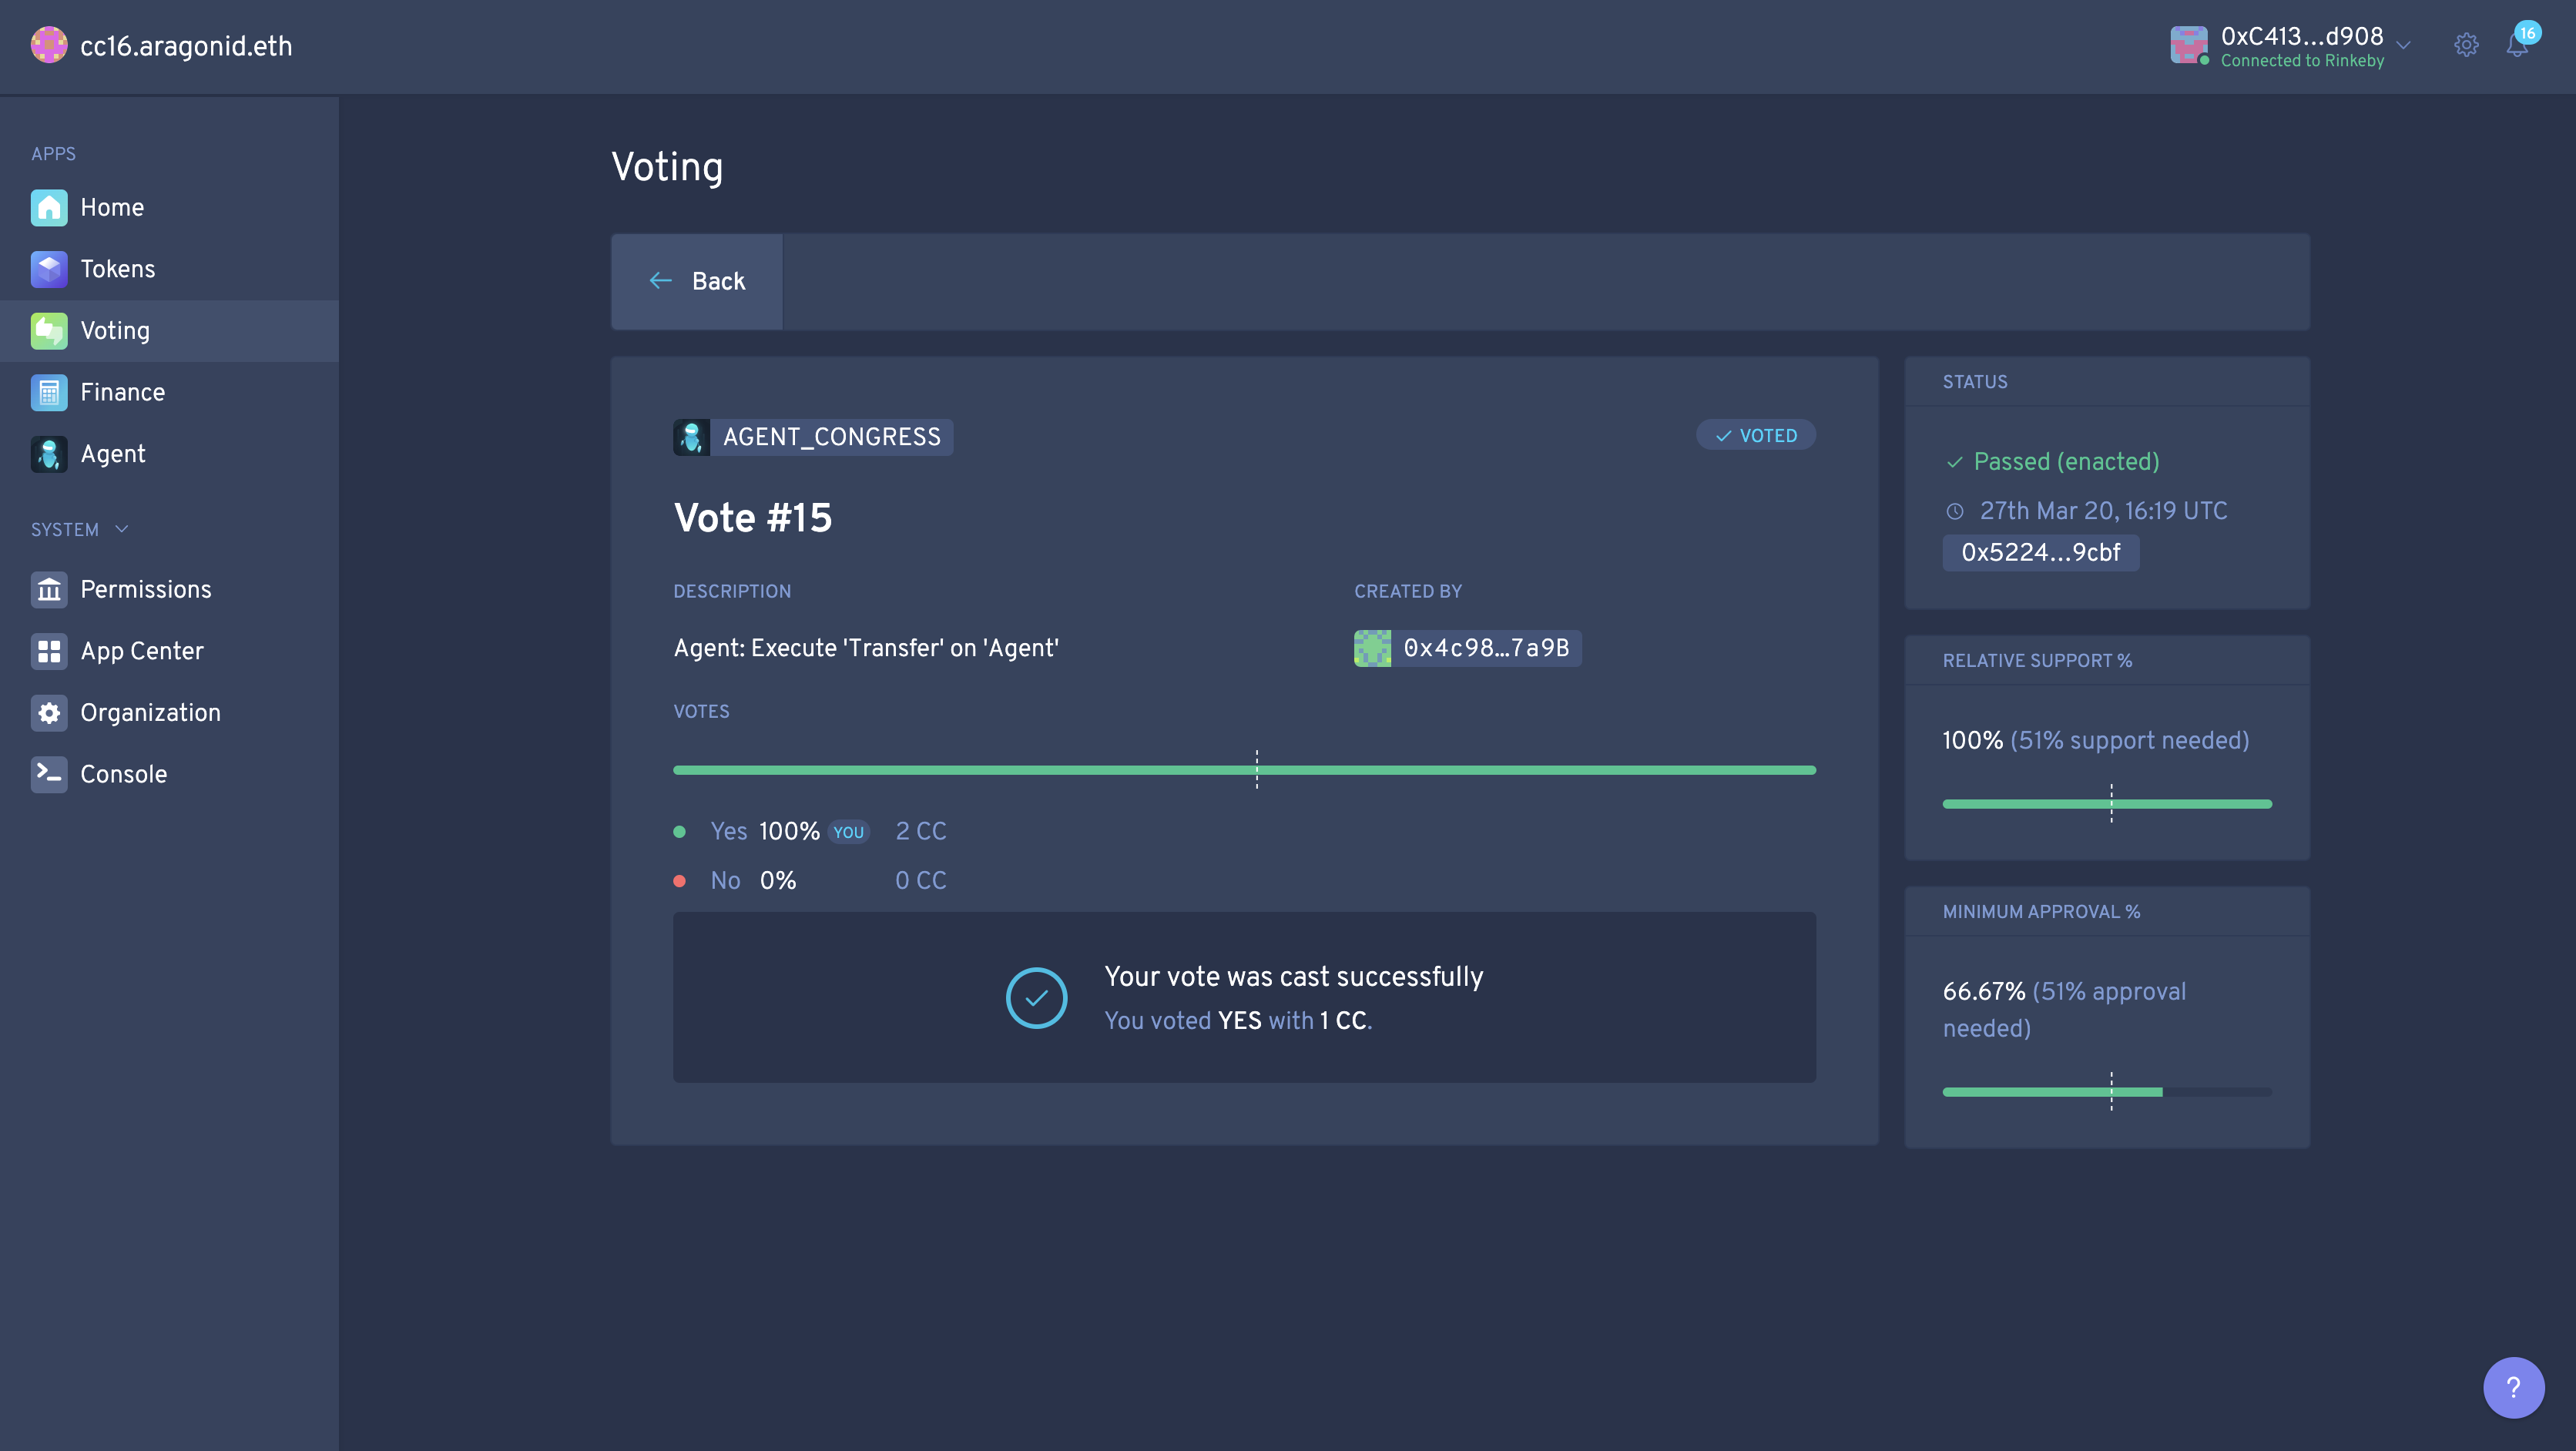 cc16.aragonid.eth
0xC413…d908
Connected to Rinkeby
16
APPS
Home
Tokens
Voting
Finance
Agent
SYSTEM
Permissions
App Center
Organization
Console
Voting
Back
AGENT_CONGRESS
VOTED
Vote #15
DESCRIPTION
CREATED BY
Agent: Execute 'Transfer' on 'Agent'
0x4c98…7a9B
VOTES
Yes 100% YOU 2 CC
No 0% 0 CC
Your vote was cast successfully
You voted YES with 1 CC.
STATUS
Passed (enacted)
27th Mar 20, 16:19 UTC
0x5224…9cbf
RELATIVE SUPPORT %
100% (51% support needed)
MINIMUM APPROVAL %
66.67% (51% approval
needed)
?